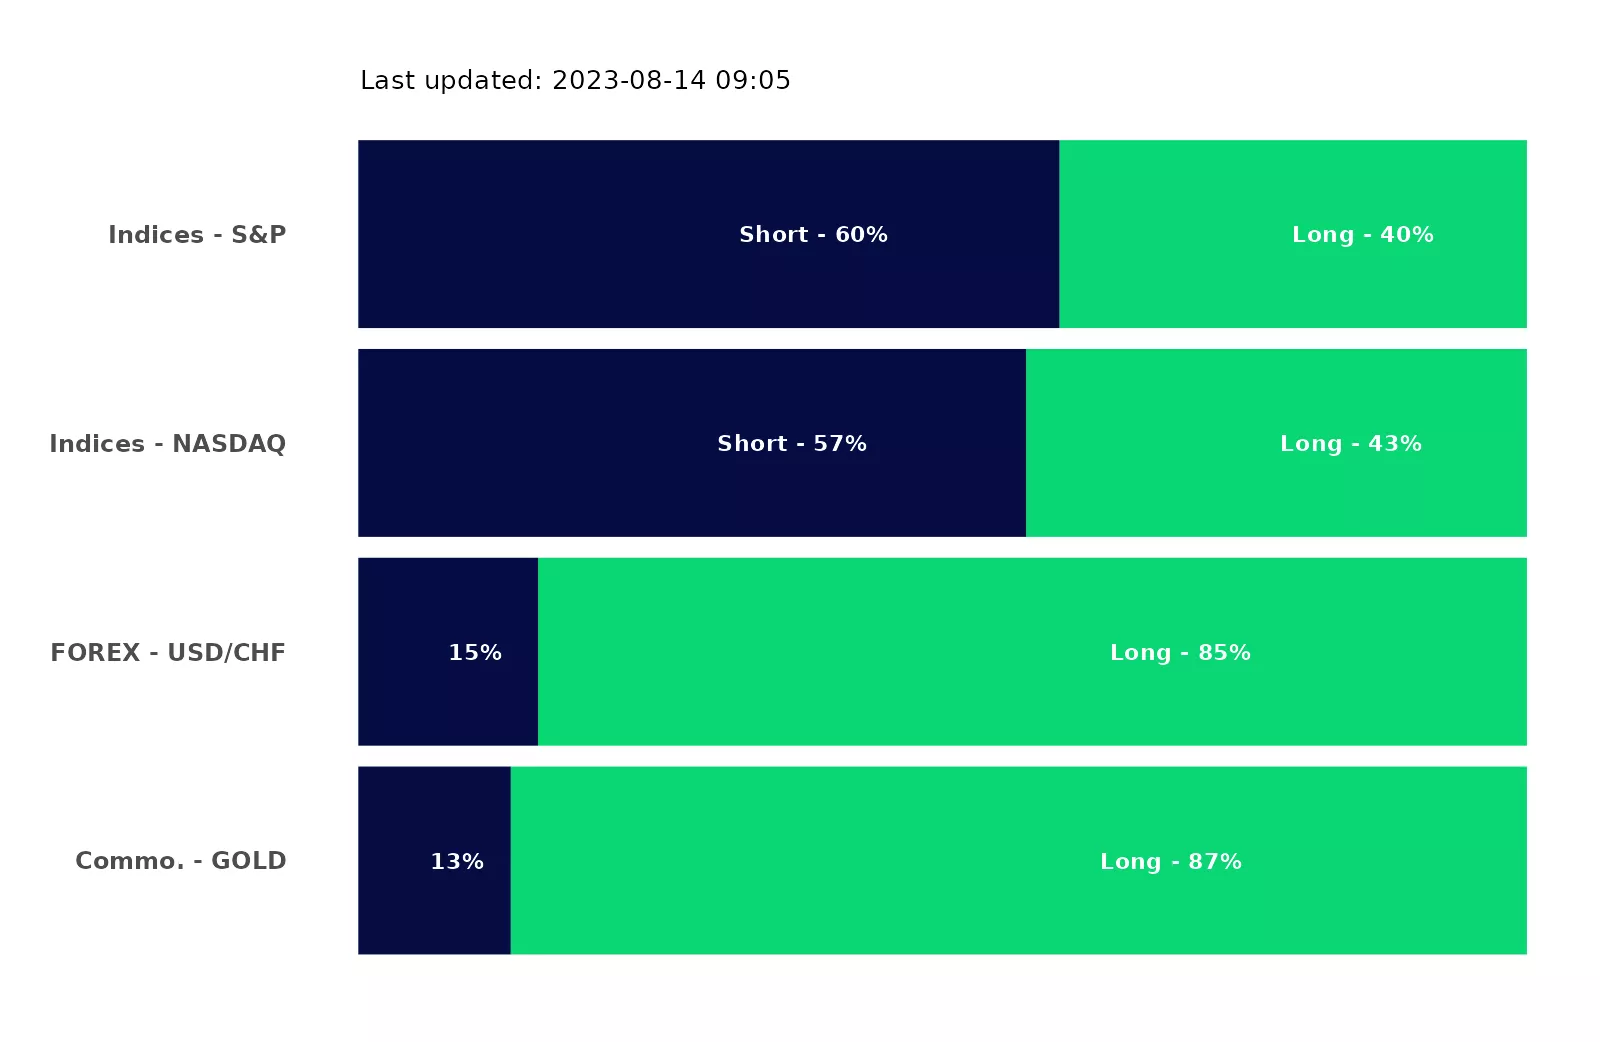 Last updated: 2023-08-14 09:05
Indices - S&P
Short - 60%
Long - 40%
Indices - NASDAQ
Short - 57%
Long - 43%
FOREX - USD/CHF
15%
Long - 85%
Commo. - GOLD
13%
Long - 87%